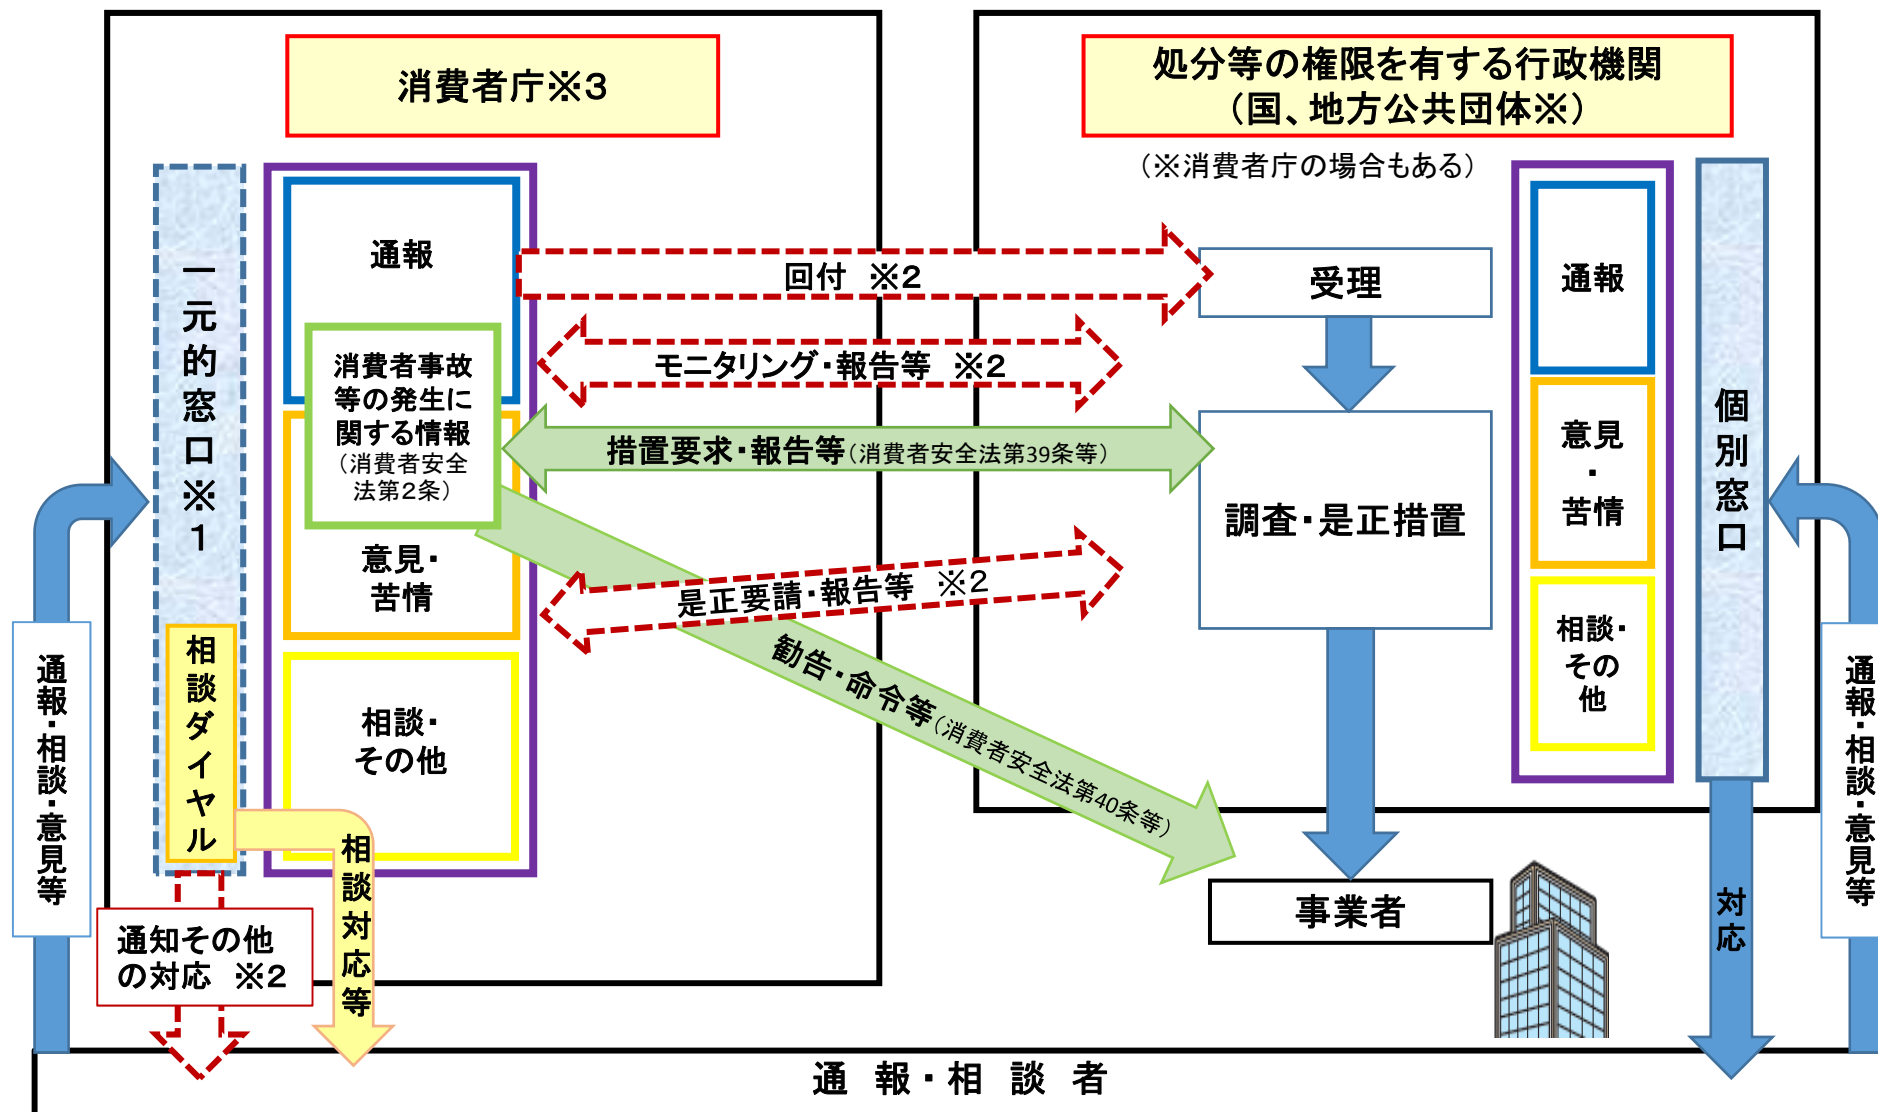 消費者庁※3
処分等の権限を有する行政機関
（国、地方公共団体※）
（※消費者庁の場合もある）
一元的窓口※1
相談ダイヤル
通報
消費者事故
等の発生に
関する情報
（消費者安全
法第2条）
意見・
苦情
相談・
その他
回付　※2
モニタリング・報告等　※2
措置要求・報告等（消費者安全法第39条等）
是正要請・報告等　※2
勧告・命令等（消費者安全法第40条等）
受理
調査・是正措置
事業者
通報
意見
・
苦情
相談・
その
他
個別窓口
通報・相談・意見等
通知その他
の対応　※2
相談対応等
対応
通報・相談・意見等
通　報・相　談　者